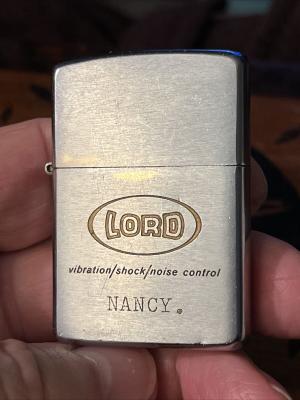 LORD
vibration/shock/noise control
NANCY.